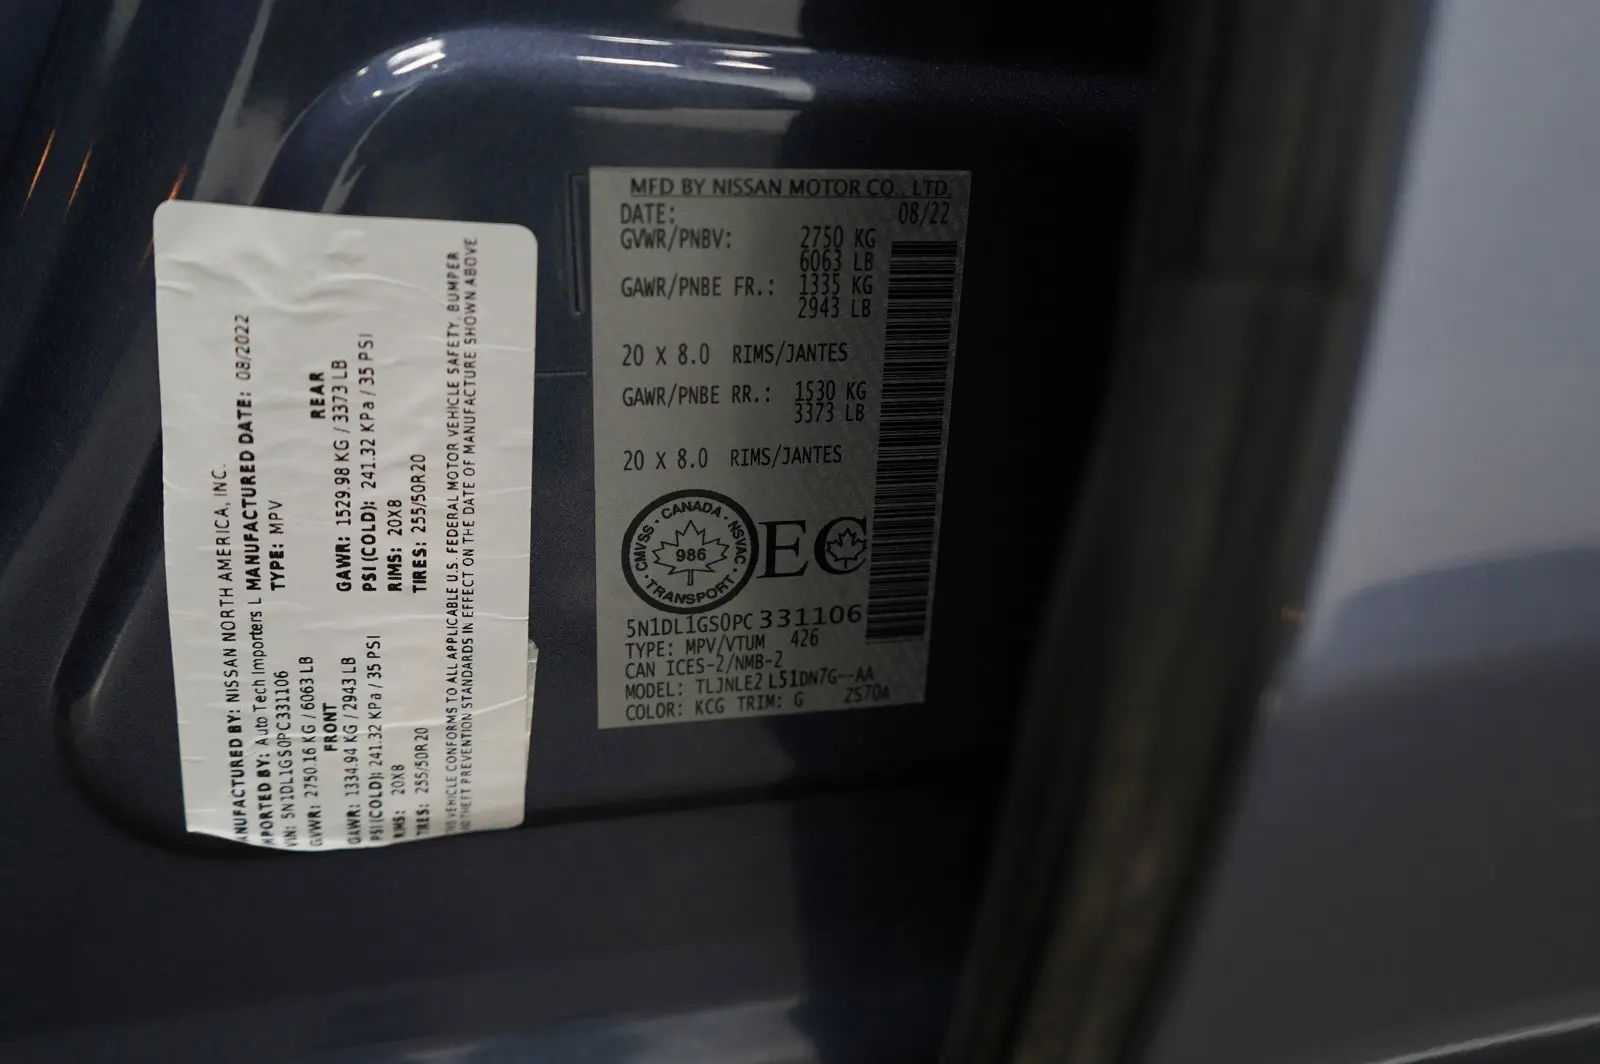 ANUFACTURED BY: NISSAN NORTH AMERICA, INC.
MPORTED BY: Auto Tech Importers L MANUFACTURED DATE: 08/2022
VIN: 5N1DL1GS0PC331106 TYPE: MPV
GVWR: 2750.16 KG / 6063 LB
FRONT REAR
GAWR: 1334.94 KG / 2943 LB GAWR: 1529.98 KG / 3373 LB
PSI(COLD): 241.32 KPa / 35 PSI PSI(COLD): 241.32 KPa / 35 PSI
RIMS: 20X8 RIMS: 20X8
TIRES: 255/50R20 TIRES: 255/50R20
VEHICLE CONFORMS TO ALL APPLICABLE U.S. FEDERAL MOTOR VEHICLE SAFETY, BUMPER
THEFT PREVENTION STANDARDS IN EFFECT ON THE DATE OF MANUFACTURE SHOWN ABOVE
MFD BY NISSAN MOTOR CO., LTD.
DATE: 08/22
GVWR/PNBV: 2750 KG
6063 LB
GAWR/PNBE FR.: 1335 KG
2943 LB
20 X 8.0 RIMS/JANTES
GAWR/PNBE RR.: 1530 KG
3373 LB
20 X 8.0 RIMS/JANTES
CMVSS · CANADA · NSVAC · TRANSPORT ·
986
EC
5N1DL1GS0PC331106
TYPE: MPV/VTUM 426
CAN ICES-2/NMB-2
MODEL: TLJNLE2 L51DN7G--AA
COLOR: KCG TRIM: G 2570A